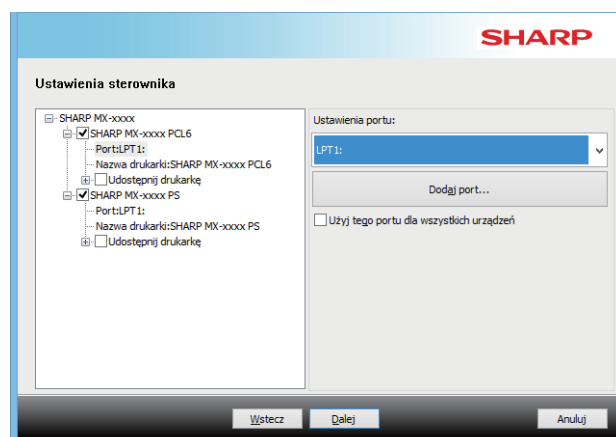 SHARP
Ustawienia sterownika
SHARP MX-xxxx
SHARP MX-xxxx PCL6
Port:LPT1:
Nazwa drukarki:SHARP MX-xxxx PCL6
Udostępnij drukarkę
SHARP MX-xxxx PS
Port:LPT1:
Nazwa drukarki:SHARP MX-xxxx PS
Udostępnij drukarkę
Ustawienia portu:
LPT1:
Dodaj port...
Użyj tego portu dla wszystkich urządzeń
Wstecz Dalej Anuluj